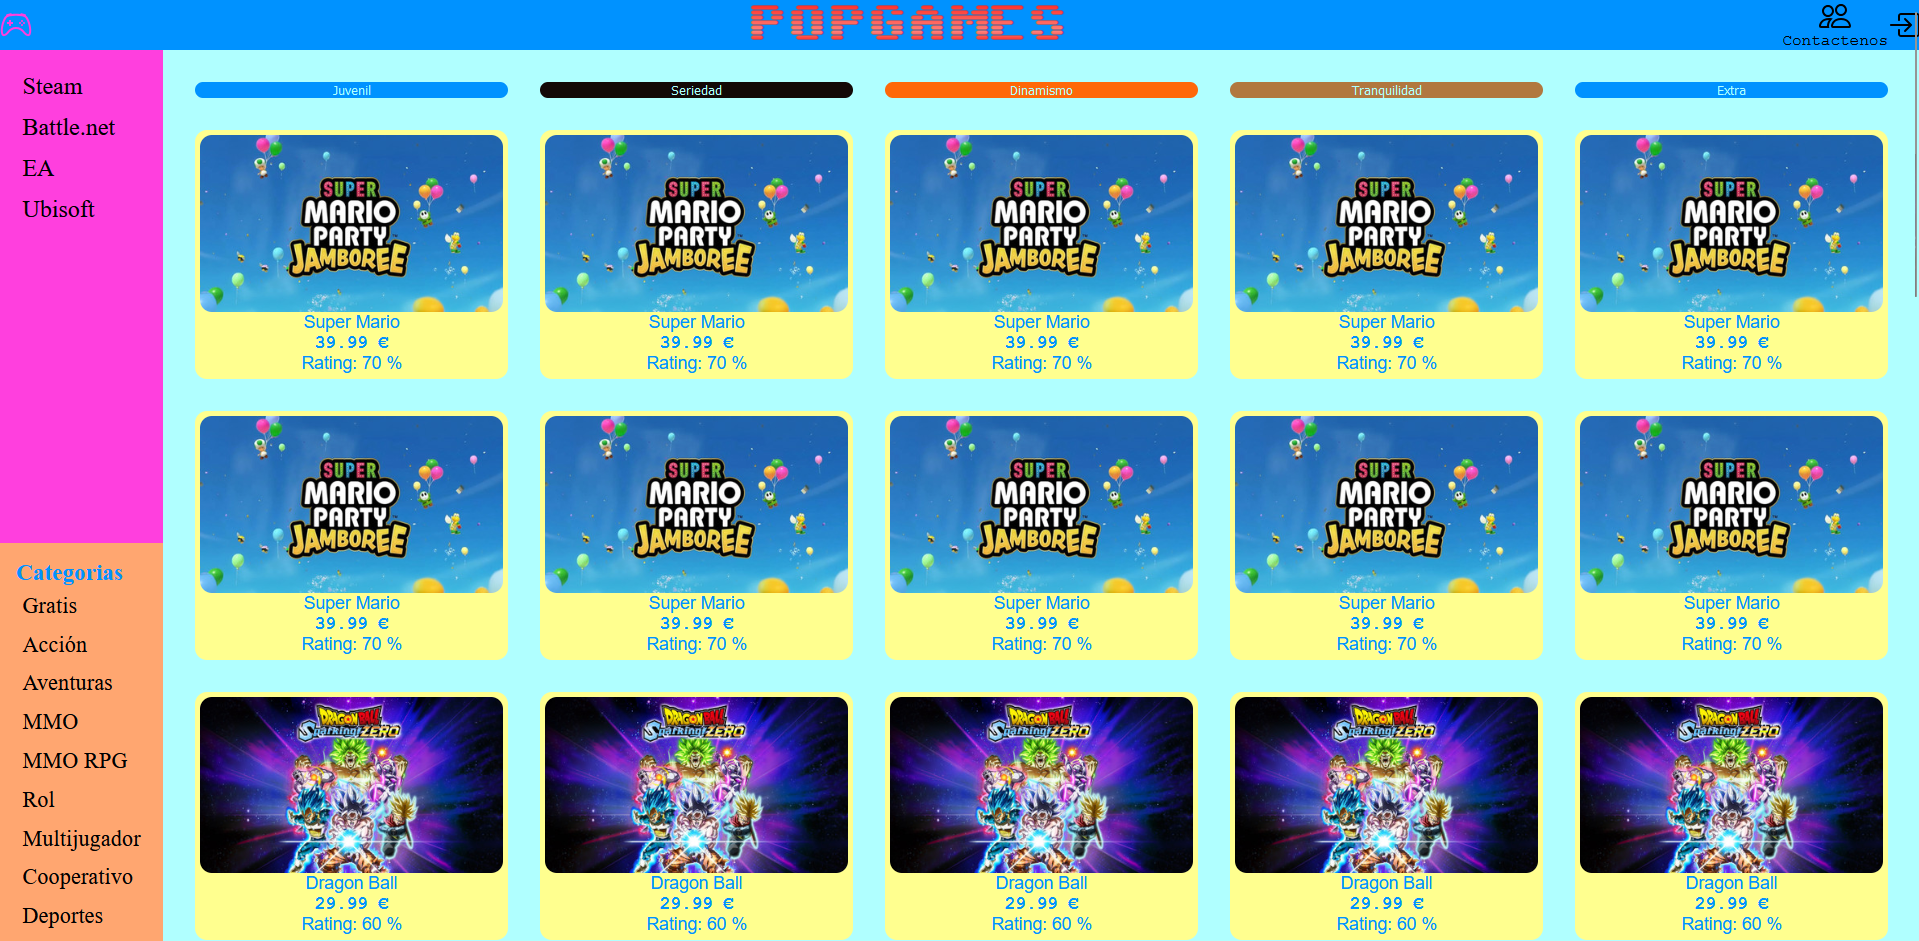 POPGAMES
Contactenos
Steam
Battle.net
EA
Ubisoft
Categorias
Gratis
Acción
Aventuras
MMO
MMO RPG
Rol
Multijugador
Cooperativo
Deportes
Juvenil
Seriedad
Dinamismo
Tranquilidad
Extra
SUPER
MARIO
PARTY
JAMBOREE
Super Mario
39.99 €
Rating: 70 %
SUPER
MARIO
PARTY
JAMBOREE
Super Mario
39.99 €
Rating: 70 %
SUPER
MARIO
PARTY
JAMBOREE
Super Mario
39.99 €
Rating: 70 %
SUPER
MARIO
PARTY
JAMBOREE
Super Mario
39.99 €
Rating: 70 %
SUPER
MARIO
PARTY
JAMBOREE
Super Mario
39.99 €
Rating: 70 %
SUPER
MARIO
PARTY
JAMBOREE
Super Mario
39.99 €
Rating: 70 %
SUPER
MARIO
PARTY
JAMBOREE
Super Mario
39.99 €
Rating: 70 %
SUPER
MARIO
PARTY
JAMBOREE
Super Mario
39.99 €
Rating: 70 %
SUPER
MARIO
PARTY
JAMBOREE
Super Mario
39.99 €
Rating: 70 %
SUPER
MARIO
PARTY
JAMBOREE
Super Mario
39.99 €
Rating: 70 %
DRAGON BALL
Sparking! ZERO
Dragon Ball
29.99 €
Rating: 60 %
DRAGON BALL
Sparking! ZERO
Dragon Ball
29.99 €
Rating: 60 %
DRAGON BALL
Sparking! ZERO
Dragon Ball
29.99 €
Rating: 60 %
DRAGON BALL
Sparking! ZERO
Dragon Ball
29.99 €
Rating: 60 %
DRAGON BALL
Sparking! ZERO
Dragon Ball
29.99 €
Rating: 60 %